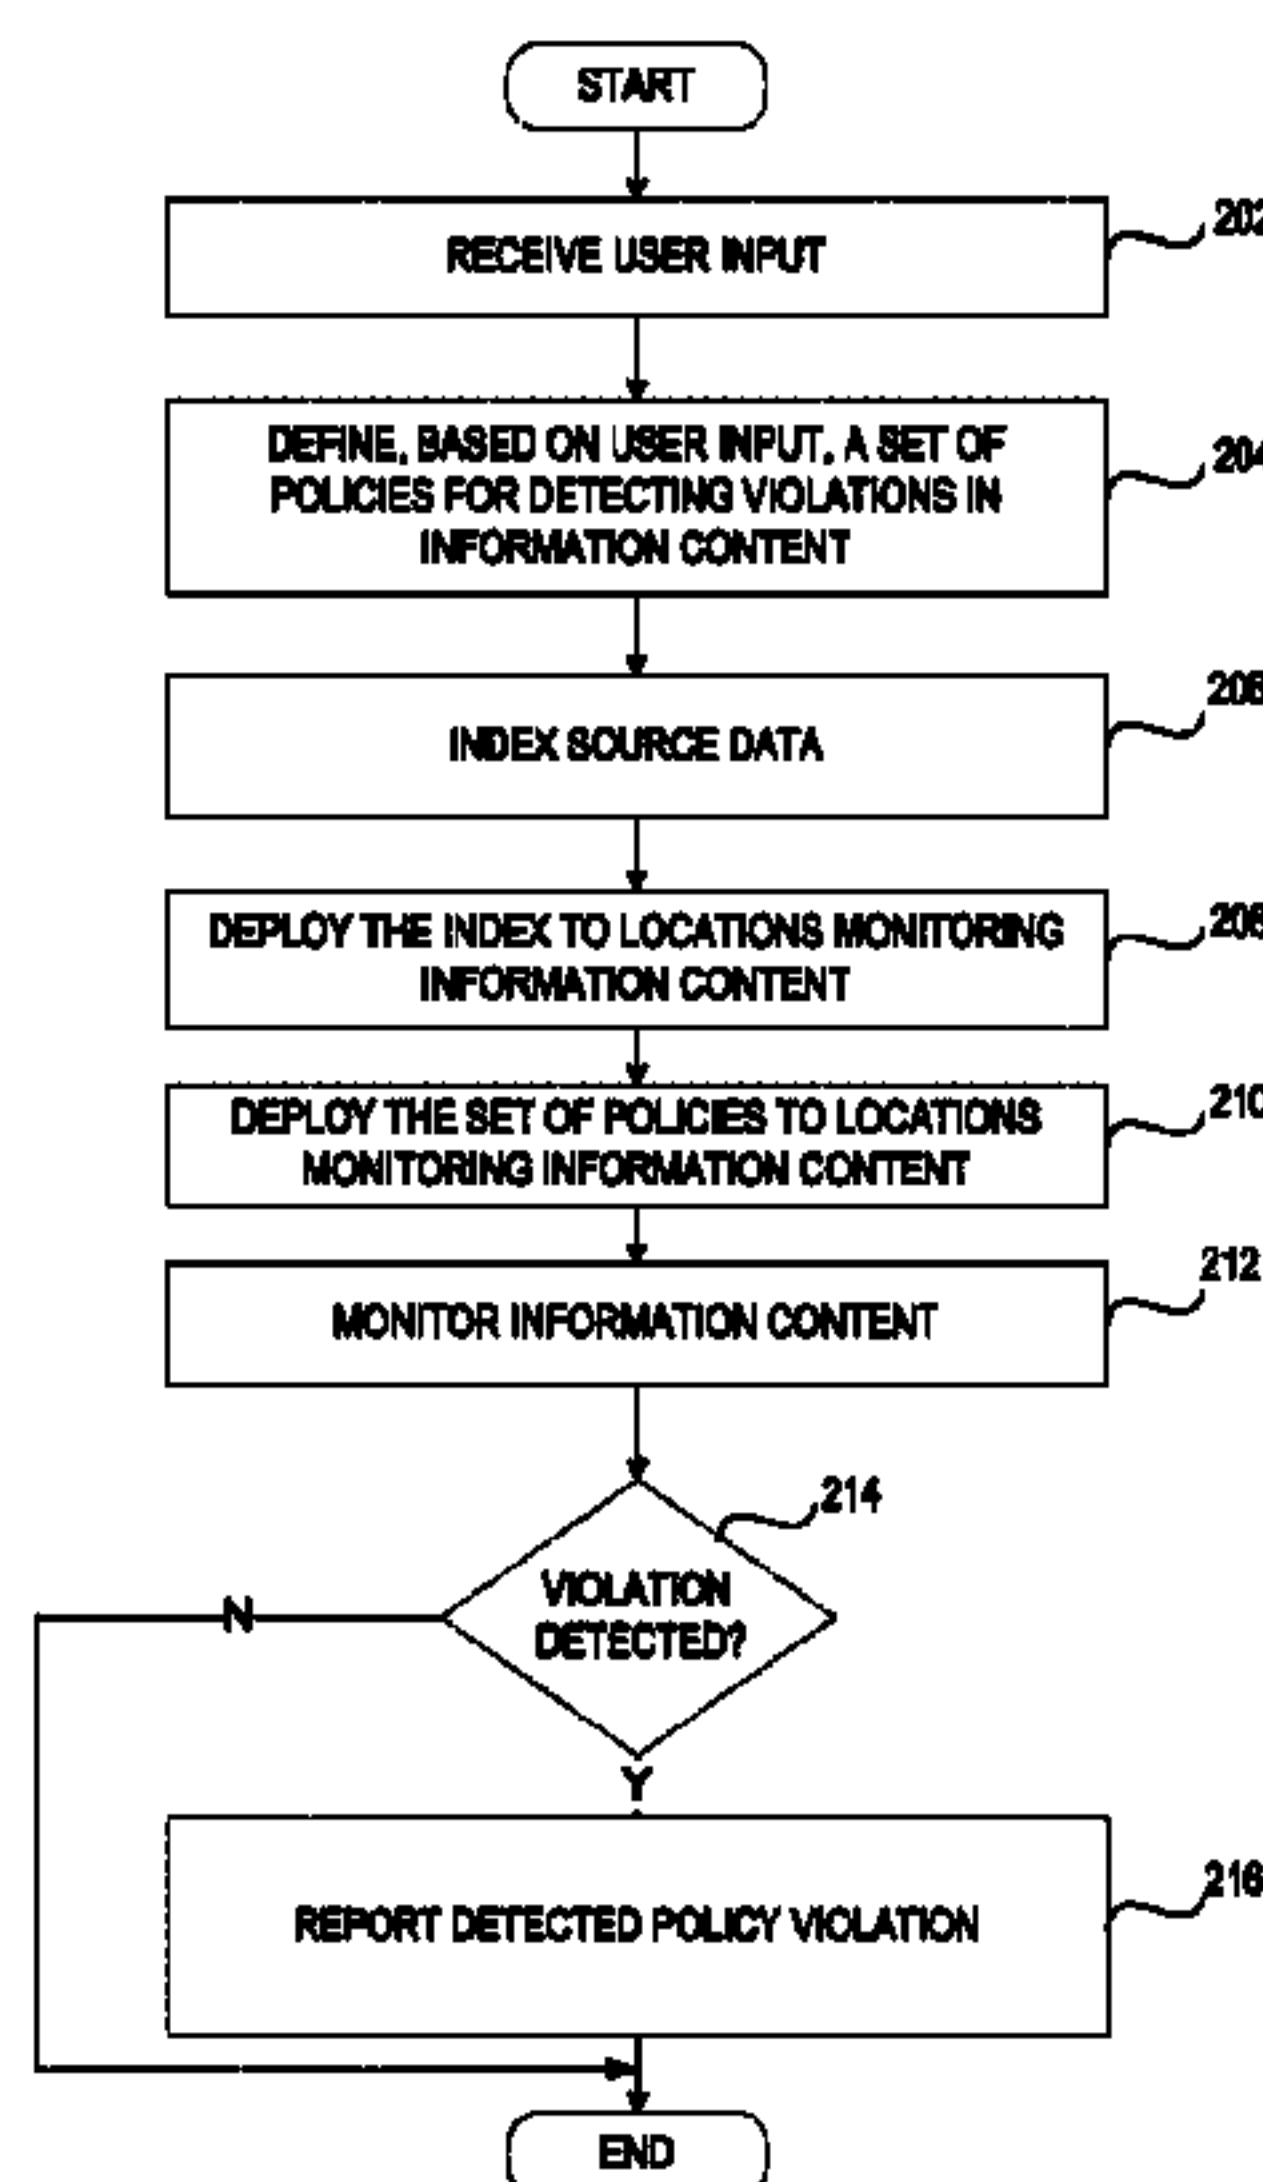 START
RECEIVE USER INPUT
202
DEFINE, BASED ON USER INPUT, A SET OF
POLICIES FOR DETECTING VIOLATIONS IN
INFORMATION CONTENT
204
INDEX SOURCE DATA
DEPLOY THE INDEX TO LOCATIONS MONITORING
INFORMATION CONTENT
DEPLOY THE SET OF POLICIES TO LOCATIONS
MONITORING INFORMATION CONTENT
210
MONITOR INFORMATION CONTENT
212
214
VIOLATION
DETECTED?
N
Y
REPORT DETECTED POLICY VIOLATION
216
END